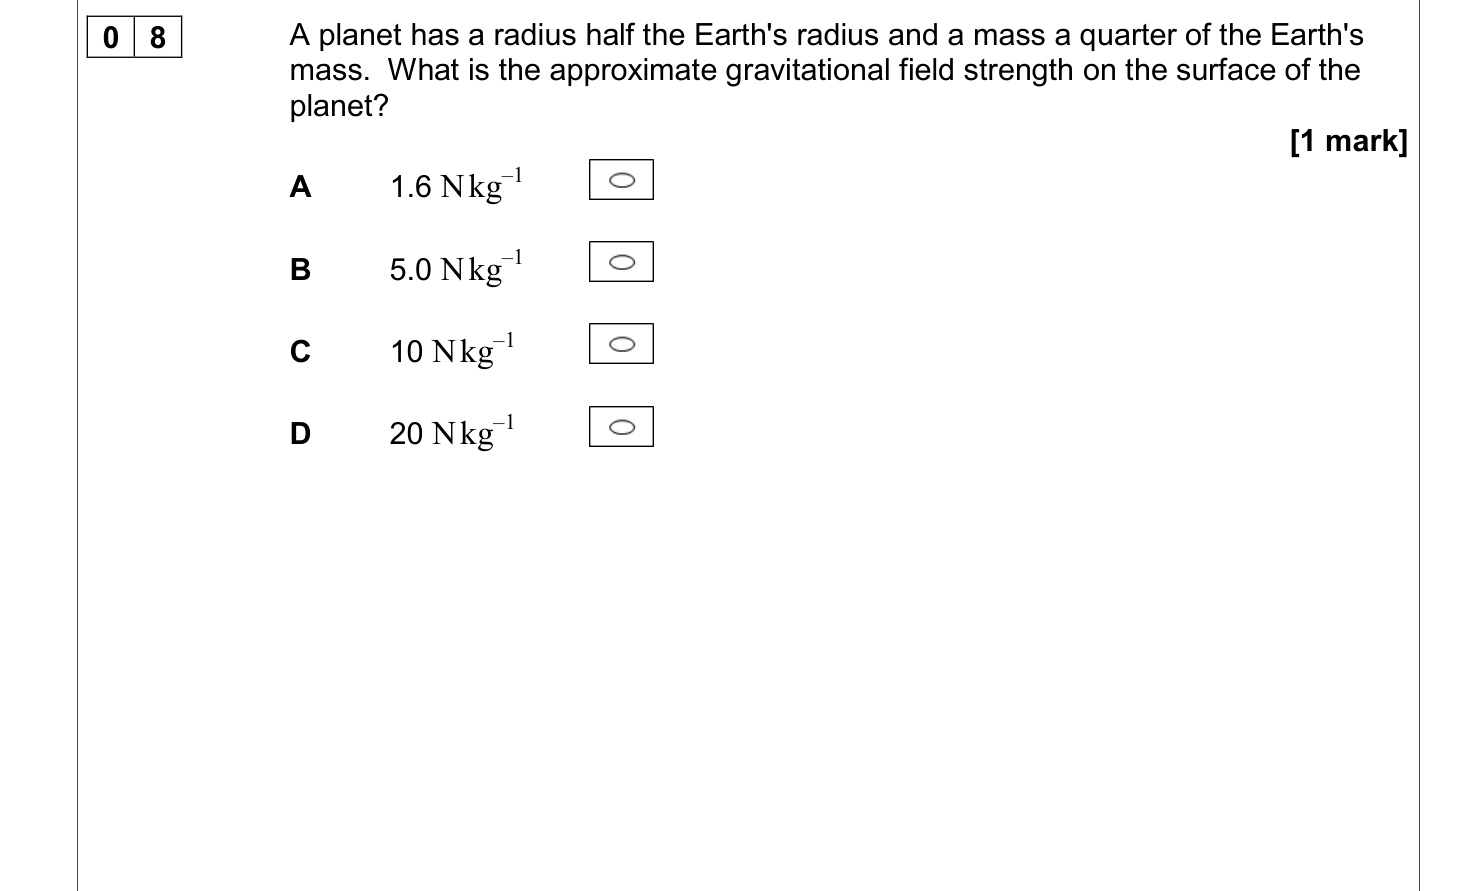 0 8
A planet has a radius half the Earth's radius and a mass a quarter of the Earth's
mass. What is the approximate gravitational field strength on the surface of the
planet?
[1 mark]
A 1.6 N kg⁻¹
B 5.0 N kg⁻¹
C 10 N kg⁻¹
D 20 N kg⁻¹